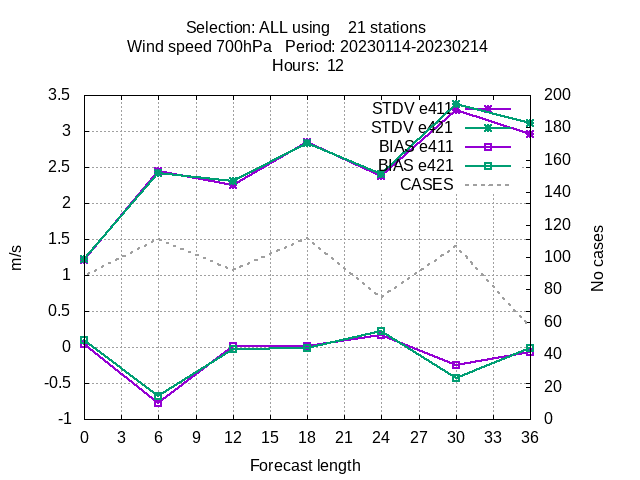 Selection: ALL using    21 stations
Wind speed 700hPa   Period: 20230114-20230214
Hours:  12
3.5
3
2.5
2
1.5
1
0.5
0
-0.5
-1
m/s
STDV e411
STDV e421
BIAS e411
BIAS e421
CASES
200
180
160
140
120
100
80
60
40
20
0
No cases
0 3 6 9 12 15 18 21 24 27 30 33 36
Forecast length